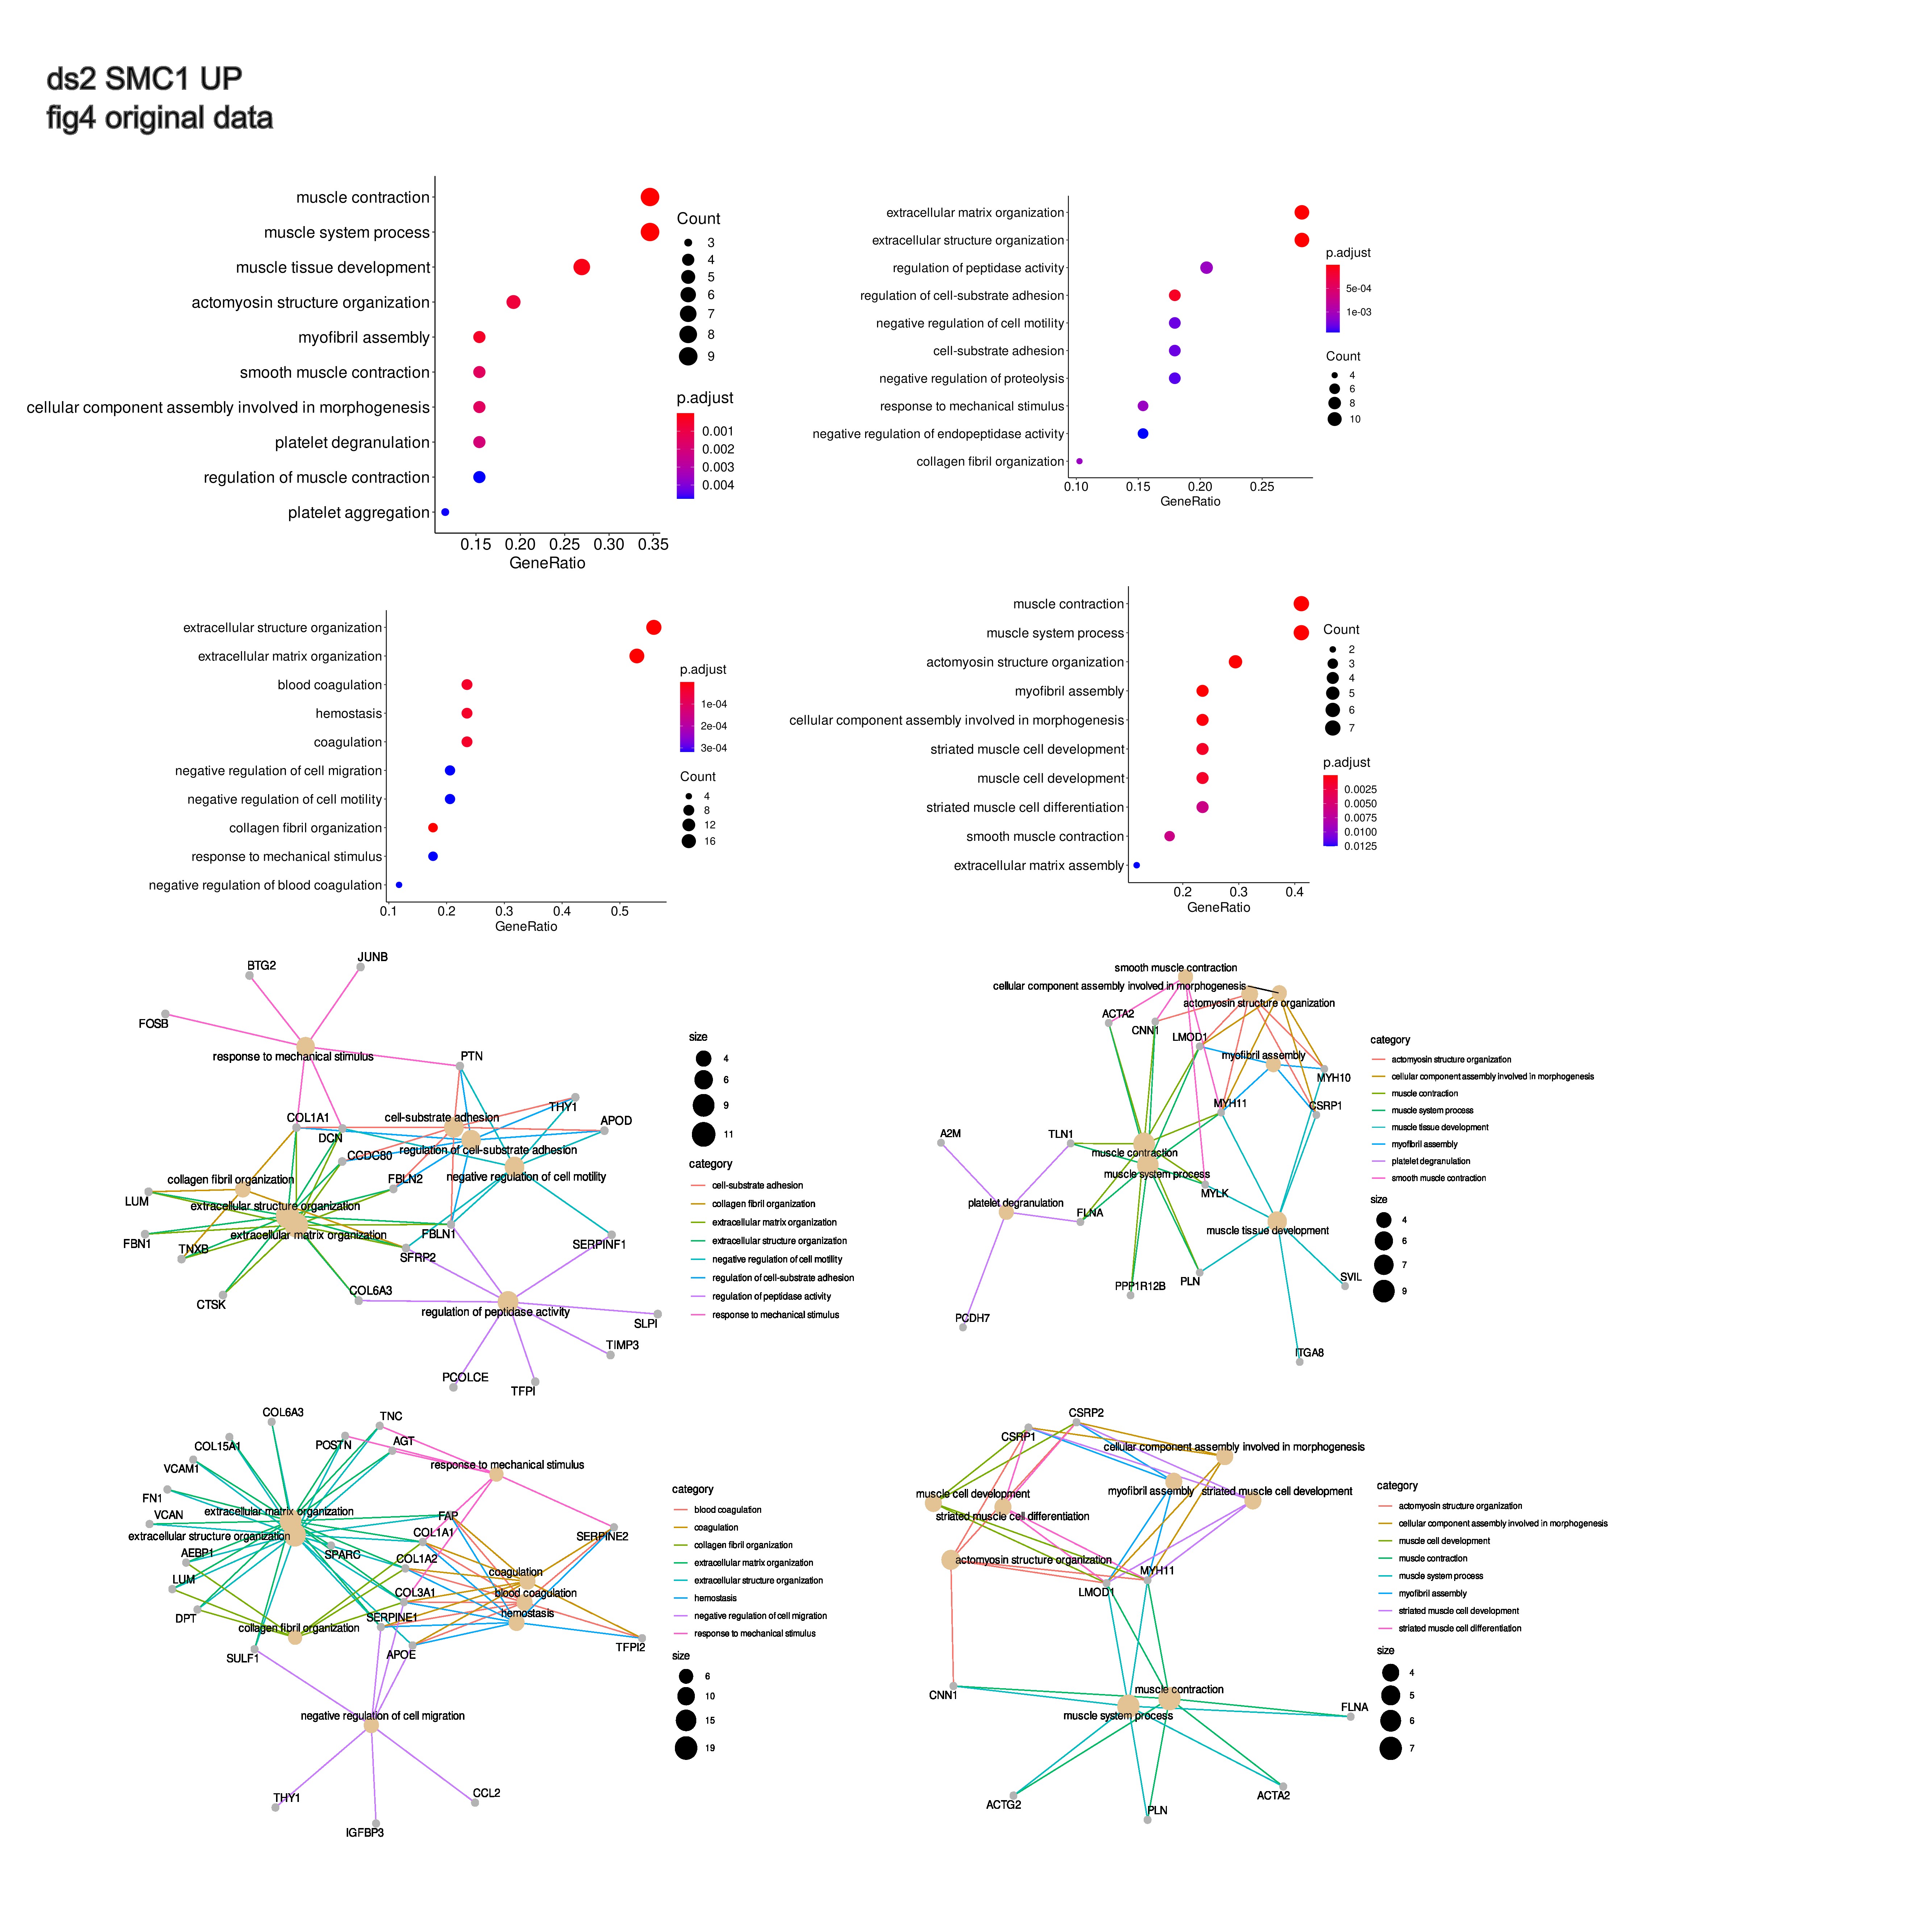 ds2 SMC1 UP
fig4 original data
muscle contraction
muscle system process
muscle tissue development
actomyosin structure organization
myofibril assembly
smooth muscle contraction
cellular component assembly involved in morphogenesis
platelet degranulation
regulation of muscle contraction
platelet aggregation
0.15 0.20 0.25 0.30 0.35
GeneRatio
Count
3
4
5
6
7
8
9
p.adjust
0.001
0.002
0.003
0.004
extracellular matrix organization
extracellular structure organization
regulation of peptidase activity
regulation of cell-substrate adhesion
negative regulation of cell motility
cell-substrate adhesion
negative regulation of proteolysis
response to mechanical stimulus
negative regulation of endopeptidase activity
collagen fibril organization
0.10 0.15 0.20 0.25
GeneRatio
p.adjust
5e-04
1e-03
Count
4
6
8
10
extracellular structure organization
extracellular matrix organization
blood coagulation
hemostasis
coagulation
negative regulation of cell migration
negative regulation of cell motility
collagen fibril organization
response to mechanical stimulus
negative regulation of blood coagulation
0.1 0.2 0.3 0.4 0.5
GeneRatio
p.adjust
1e-04
2e-04
3e-04
Count
4
8
12
16
muscle contraction
muscle system process
actomyosin structure organization
myofibril assembly
cellular component assembly involved in morphogenesis
striated muscle cell development
muscle cell development
striated muscle cell differentiation
smooth muscle contraction
extracellular matrix assembly
0.2 0.3 0.4
GeneRatio
Count
2
3
4
5
6
7
p.adjust
0.0025
0.0050
0.0075
0.0100
0.0125
JUNB
BTG2
FOSB
response to mechanical stimulus
PTN
THY1
COL1A1
cell-substrate adhesion
APOD
DCN
regulation of cell-substrate adhesion
CCDC80
negative regulation of cell motility
collagen fibril organization
FBLN2
LUM
extracellular structure organization
extracellular matrix organization
FBLN1
FBN1
TNXB
SFRP2
SERPINF1
COL6A3
CTSK
regulation of peptidase activity
SLPI
TIMP3
PCOLCE
TFPI
size
4
6
9
11
category
cell-substrate adhesion
collagen fibril organization
extracellular matrix organization
extracellular structure organization
negative regulation of cell motility
regulation of cell-substrate adhesion
regulation of peptidase activity
response to mechanical stimulus
smooth muscle contraction
cellular component assembly involved in morphogenesis
actomyosin structure organization
ACTA2
CNN1
LMOD1
myofibril assembly
MYH10
MYH11
CSRP1
A2M
TLN1
muscle contraction
muscle system process
MYLK
platelet degranulation
FLNA
muscle tissue development
PPP1R12B
PLN
SVIL
PCDH7
ITGA8
category
actomyosin structure organization
cellular component assembly involved in morphogenesis
muscle contraction
muscle system process
muscle tissue development
myofibril assembly
platelet degranulation
smooth muscle contraction
size
4
6
7
9
COL6A3
TNC
COL15A1
POSTN
AGT
VCAM1
response to mechanical stimulus
FN1
VCAN
extracellular matrix organization
FAP
extracellular structure organization
COL1A1
SERPINE2
AEBP1
SPARC
COL1A2
coagulation
LUM
COL3A1
blood coagulation
DPT
SERPINE1
hemostasis
collagen fibril organization
SULF1
APOE
TFPI2
negative regulation of cell migration
THY1
CCL2
IGFBP3
category
blood coagulation
coagulation
collagen fibril organization
extracellular matrix organization
extracellular structure organization
hemostasis
negative regulation of cell migration
response to mechanical stimulus
size
6
10
15
19
CSRP2
CSRP1
cellular component assembly involved in morphogenesis
muscle cell development
myofibril assembly
striated muscle cell development
striated muscle cell differentiation
actomyosin structure organization
MYH11
LMOD1
CNN1
muscle contraction
muscle system process
FLNA
ACTG2
PLN
ACTA2
category
actomyosin structure organization
cellular component assembly involved in morphogenesis
muscle cell development
muscle contraction
muscle system process
myofibril assembly
striated muscle cell development
striated muscle cell differentiation
size
4
5
6
7